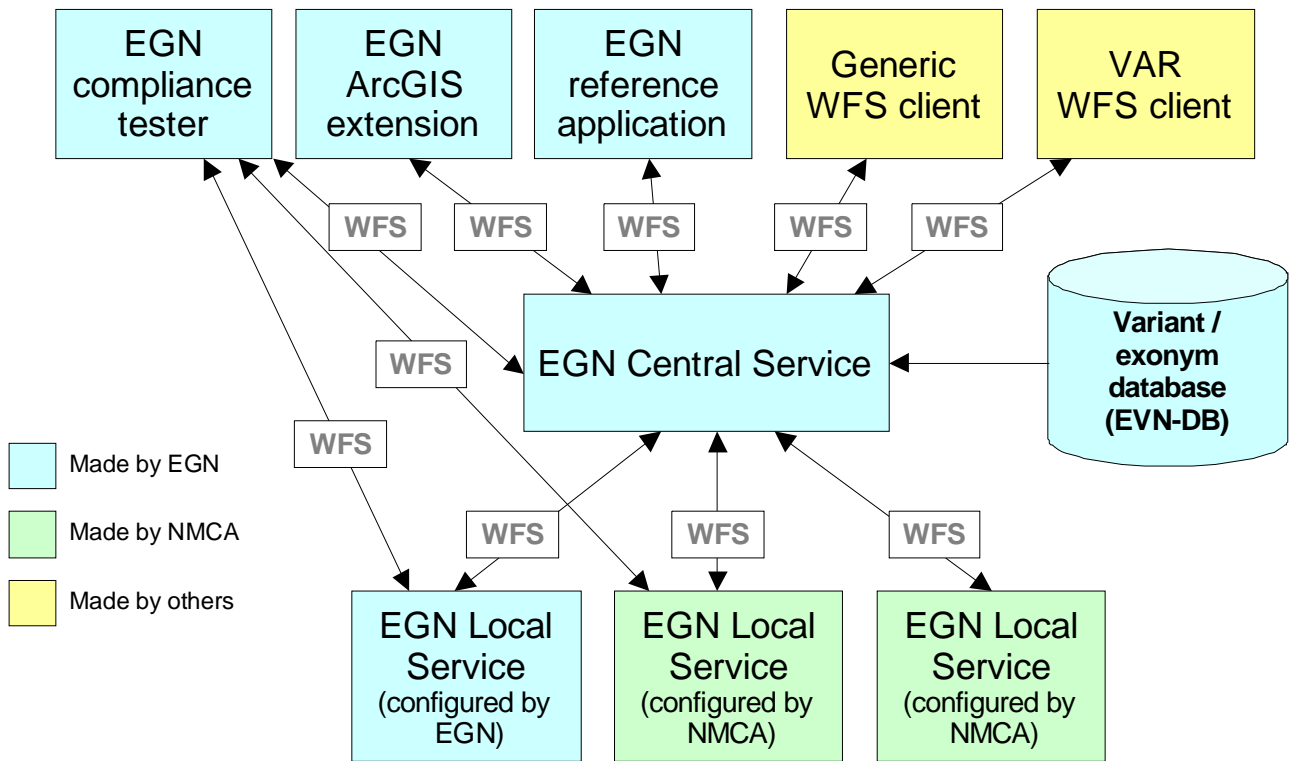 EGN
compliance
tester
EGN
ArcGIS
extension
EGN
reference
application
Generic
WFS client
VAR
WFS client
WFS
WFS
WFS
WFS
WFS
WFS
WFS
EGN Central Service
Variant /
exonym
database
(EVN-DB)
Made by EGN
Made by NMCA
Made by others
WFS
WFS
WFS
EGN Local
Service
(configured by
EGN)
EGN Local
Service
(configured by
NMCA)
EGN Local
Service
(configured by
NMCA)